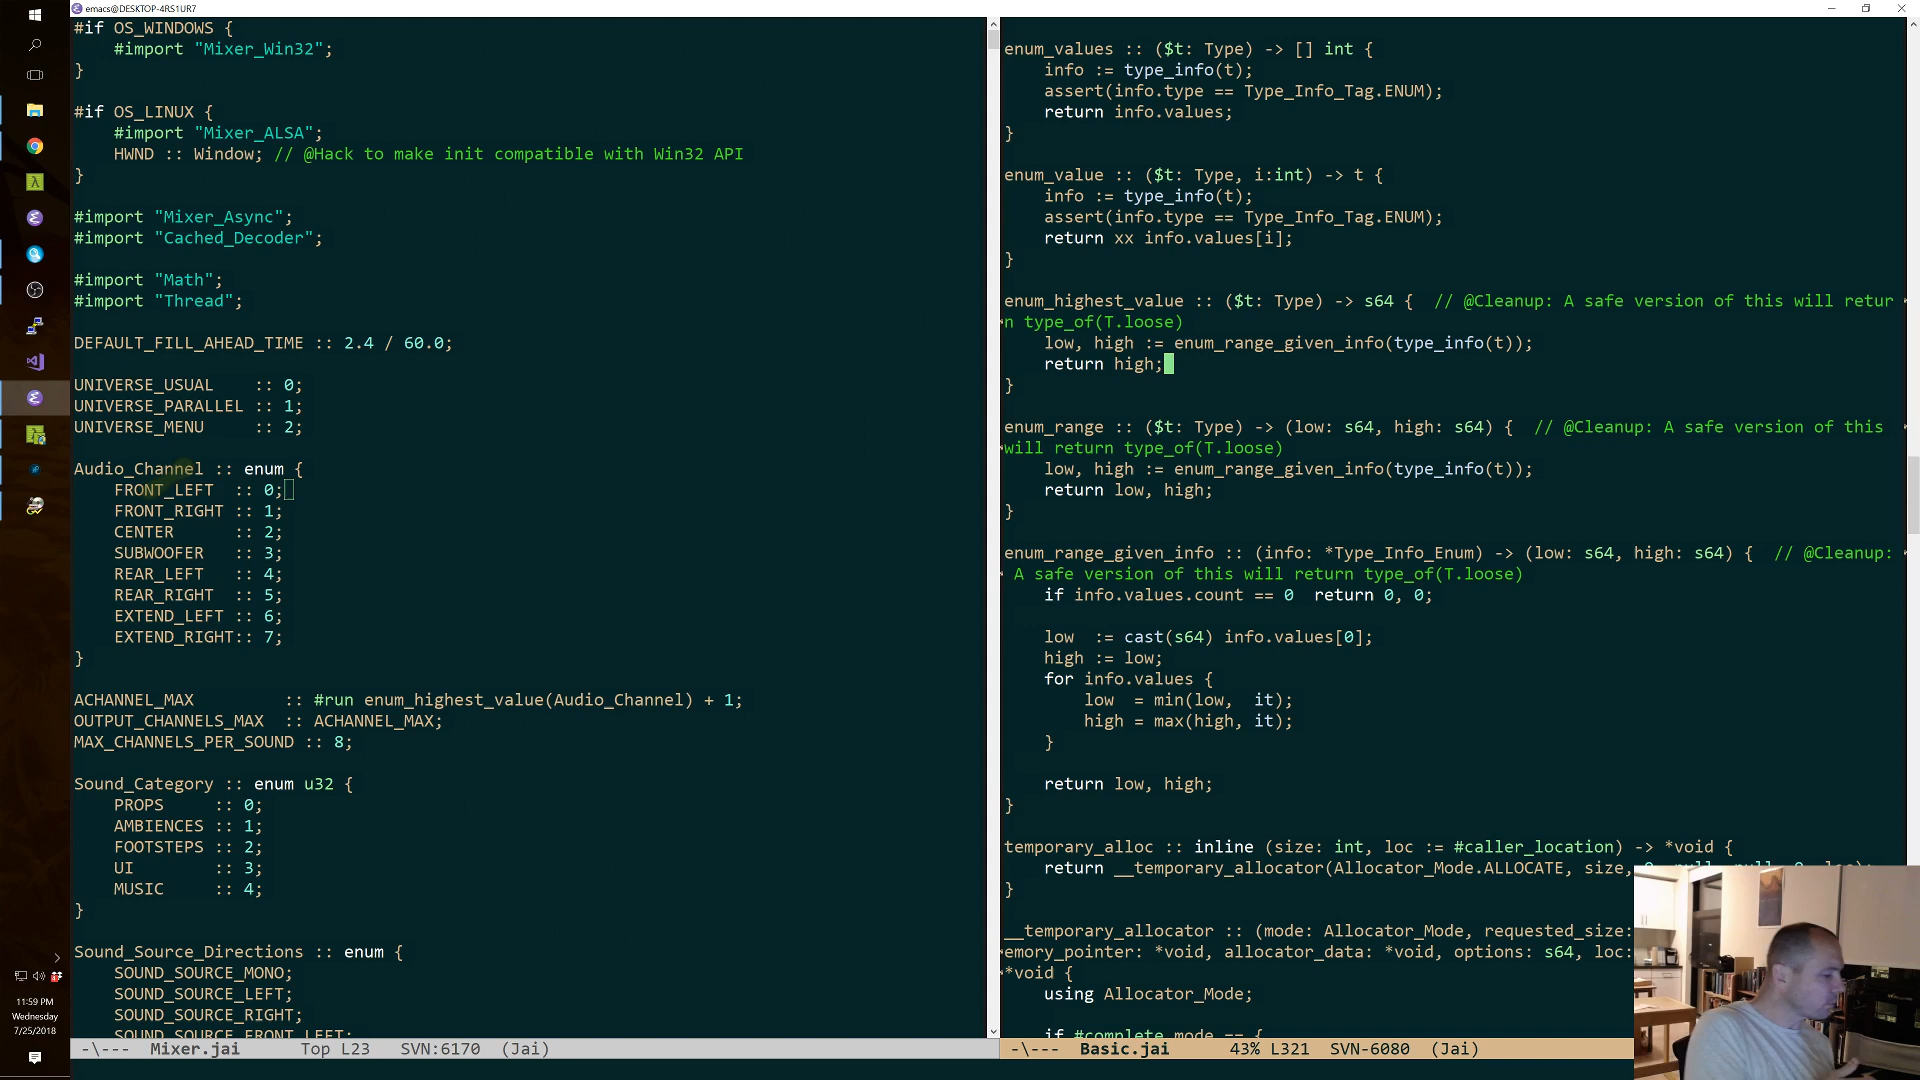 emacs@DESKTOP-4RS1UR7
#if OS_WINDOWS {
#import "Mixer_Win32";
}
#if OS_LINUX {
#import "Mixer_ALSA";
HWND :: Window; // @Hack to make init compatible with Win32 API
}
#import "Mixer_Async";
#import "Cached_Decoder";
#import "Math";
#import "Thread";
DEFAULT_FILL_AHEAD_TIME :: 2.4 / 60.0;
UNIVERSE_USUAL    :: 0;
UNIVERSE_PARALLEL :: 1;
UNIVERSE_MENU     :: 2;
Audio_Channel :: enum {
FRONT_LEFT  :: 0;
FRONT_RIGHT :: 1;
CENTER      :: 2;
SUBWOOFER   :: 3;
REAR_LEFT   :: 4;
REAR_RIGHT  :: 5;
EXTEND_LEFT :: 6;
EXTEND_RIGHT:: 7;
}
ACHANNEL_MAX         :: #run enum_highest_value(Audio_Channel) + 1;
OUTPUT_CHANNELS_MAX  :: ACHANNEL_MAX;
MAX_CHANNELS_PER_SOUND :: 8;
Sound_Category :: enum u32 {
PROPS     :: 0;
AMBIENCES :: 1;
FOOTSTEPS :: 2;
UI        :: 3;
MUSIC     :: 4;
}
Sound_Source_Directions :: enum {
SOUND_SOURCE_MONO;
SOUND_SOURCE_LEFT;
SOUND_SOURCE_RIGHT;
SOUND_SOURCE_FRONT_LEFT;
-\--- Mixer.jai Top L23 SVN:6170 (Jai)
enum_values :: ($t: Type) -> [] int {
info := type_info(t);
assert(info.type == Type_Info_Tag.ENUM);
return info.values;
}
enum_value :: ($t: Type, i:int) -> t {
info := type_info(t);
assert(info.type == Type_Info_Tag.ENUM);
return xx info.values[i];
}
enum_highest_value :: ($t: Type) -> s64 {  // @Cleanup: A safe version of this will retur
n type_of(T.loose)
low, high := enum_range_given_info(type_info(t));
return high;
}
enum_range :: ($t: Type) -> (low: s64, high: s64) {  // @Cleanup: A safe version of this
will return type_of(T.loose)
low, high := enum_range_given_info(type_info(t));
return low, high;
}
enum_range_given_info :: (info: *Type_Info_Enum) -> (low: s64, high: s64) {  // @Cleanup:
A safe version of this will return type_of(T.loose)
if info.values.count == 0  return 0, 0;
low  := cast(s64) info.values[0];
high := low;
for info.values {
low  = min(low,  it);
high = max(high, it);
}
return low, high;
}
temporary_alloc :: inline (size: int, loc := #caller_location) -> *void {
return __temporary_allocator(Allocator_Mode.ALLOCATE, size,
}
__temporary_allocator :: (mode: Allocator_Mode, requested_size:
emory_pointer: *void, allocator_data: *void, options: s64, loc:
*void {
using Allocator_Mode;
if #complete mode == {
-\--- Basic.jai 43% L321 SVN-6080 (Jai)
11:59 PM
Wednesday
7/25/2018